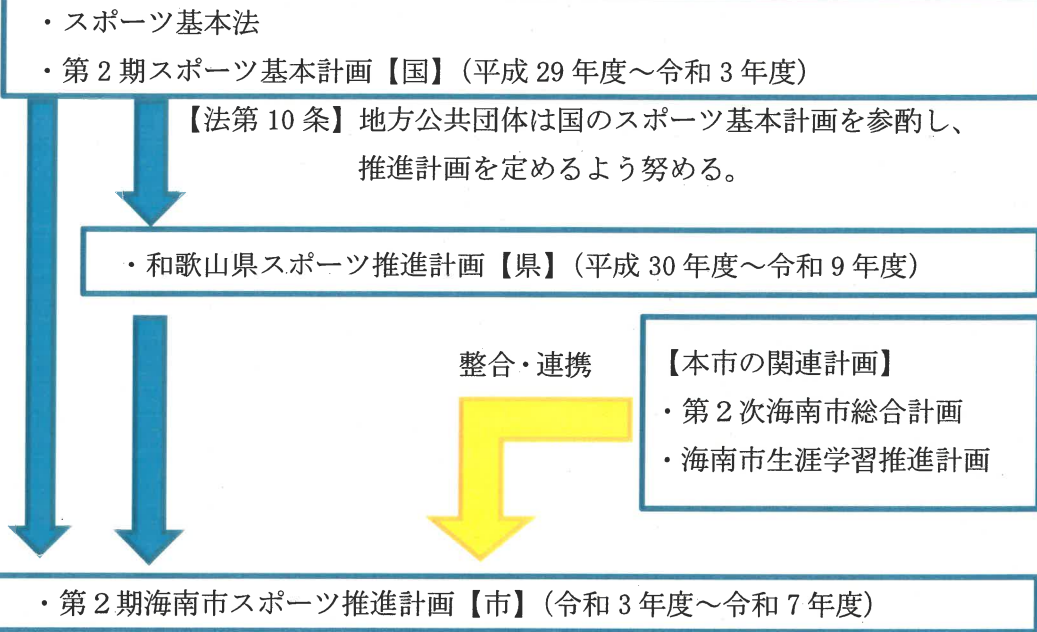 ・スポーツ基本法
・第2期スポーツ基本計画【国】（平成29年度～令和3年度）
【法第10条】地方公共団体は国のスポーツ基本計画を参酌し、
推進計画を定めるよう努める。
・和歌山県スポーツ推進計画【県】（平成30年度～令和9年度）
整合・連携
【本市の関連計画】
・第２次海南市総合計画
・海南市生涯学習推進計画
・第２期海南市スポーツ推進計画【市】（令和3年度～令和7年度）